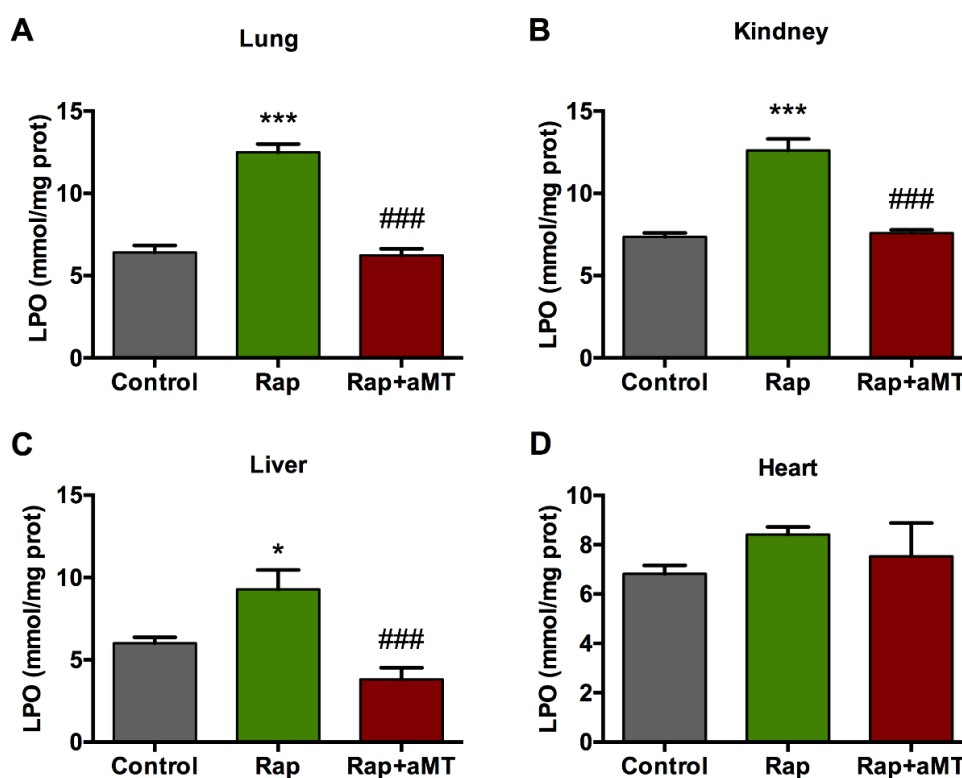 A
Lung
LPO (mmol/mg prot)
15
10
5
0
***
###
Control Rap Rap+aMT
B
Kindney
LPO (mmol/mg prot)
15
10
5
0
***
###
Control Rap Rap+aMT
C
Liver
LPO (mmol/mg prot)
15
10
5
0
*
###
Control Rap Rap+aMT
D
Heart
LPO (mmol/mg prot)
10
8
6
4
2
0
Control Rap Rap+aMT